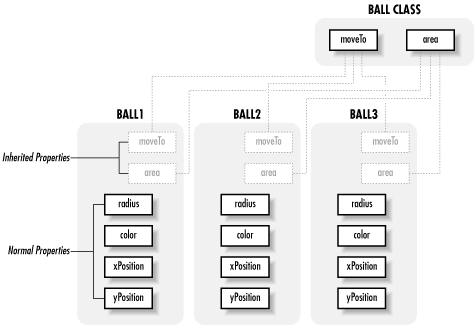 BALL CLASS
moveTo area
BALL1 BALL2 BALL3
moveTo moveTo moveTo
Inherited Properties
area area area
radius radius radius
color color color
Normal Properties
xPosition xPosition xPosition
yPosition yPosition yPosition